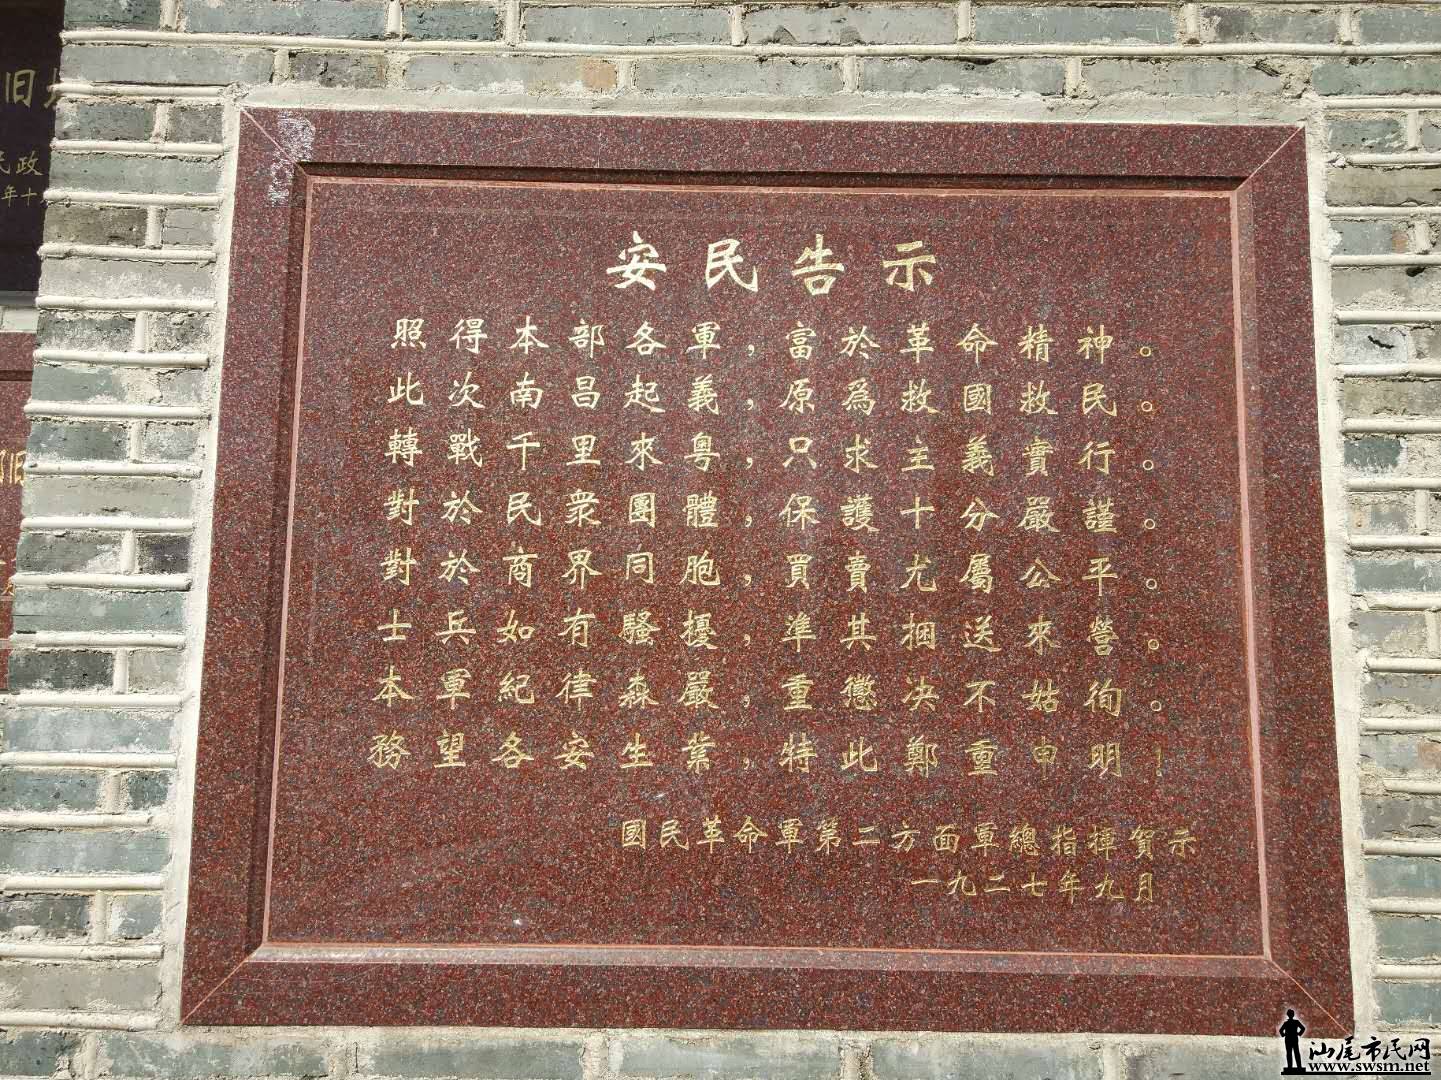 旧
民政
年十
旧
安民告示
照得本部各軍，富於革命精神。
此次南昌起義，原為救國救民。
轉戰千里來粵，只求主義實行。
對於民衆團體，保護十分嚴謹。
對於商界同胞，買賣尤屬公平。
士兵如有騷擾，準其捆送來營。
本軍紀律森嚴，重懲决不姑徇。
務望各安生業，特此鄭重申明！
國民革命軍第二方面軍總指揮賀示
一九二七年九月
汕尾市民网
www.swsm.net